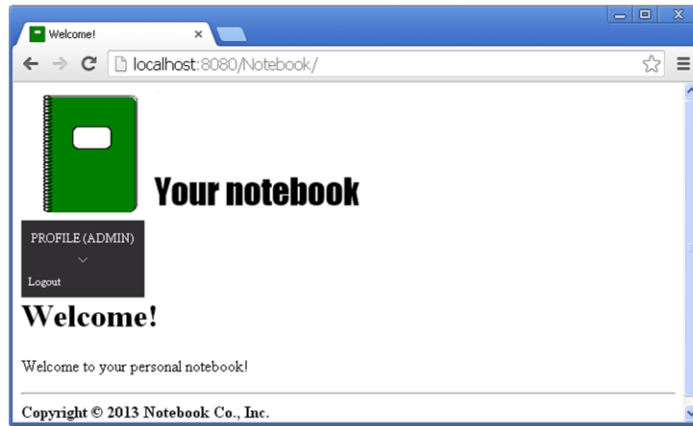 Welcome!
localhost:8080/Notebook/
Your notebook
PROFILE (ADMIN)
Logout
Welcome!
Welcome to your personal notebook!
Copyright © 2013 Notebook Co., Inc.